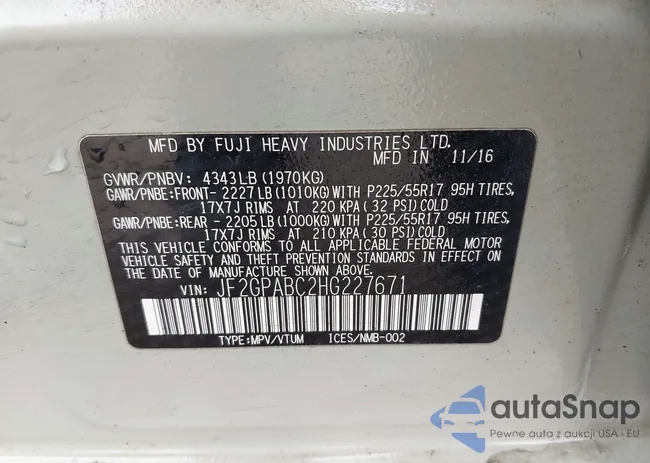 MFD BY FUJI HEAVY INDUSTRIES LTD.
MFD IN 11/16
GVWR/PNBV: 4343LB (1970KG)
GAWR/PNBE:FRONT- 2227LB(1010KG)WITH P225/55R17 95H TIRES,
17X7J RIMS AT 220 KPA(32 PSI)COLD
GAWR/PNBE:REAR - 2205LB(1000KG)WITH P225/55R17 95H TIRES,
17X7J RIMS AT 210 KPA(30 PSI)COLD
THIS VEHICLE CONFORMS TO ALL APPLICABLE FEDERAL MOTOR
VEHICLE SAFETY AND THEFT PREVENTION STANDARDS IN EFFECT ON
THE DATE OF MANUFACTURE SHOWN ABOVE.
VIN: JF2GPABC2HG227671
TYPE:MPV/VTUM ICES/NMB-002
autaSnap
Pewne auta z aukcji USA i EU